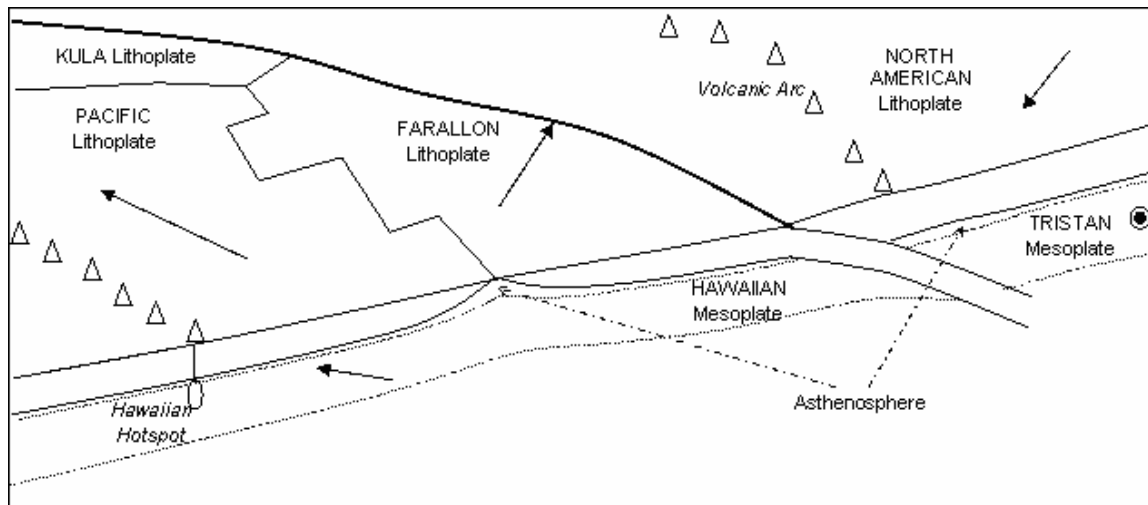 KULA Lithoplate
PACIFIC
Lithoplate
FARALLON
Lithoplate
Volcanic Arc
NORTH
AMERICAN
Lithoplate
TRISTAN
Mesoplate
HAWAIIAN
Mesoplate
Asthenosphere
Hawaiian
Hotspot